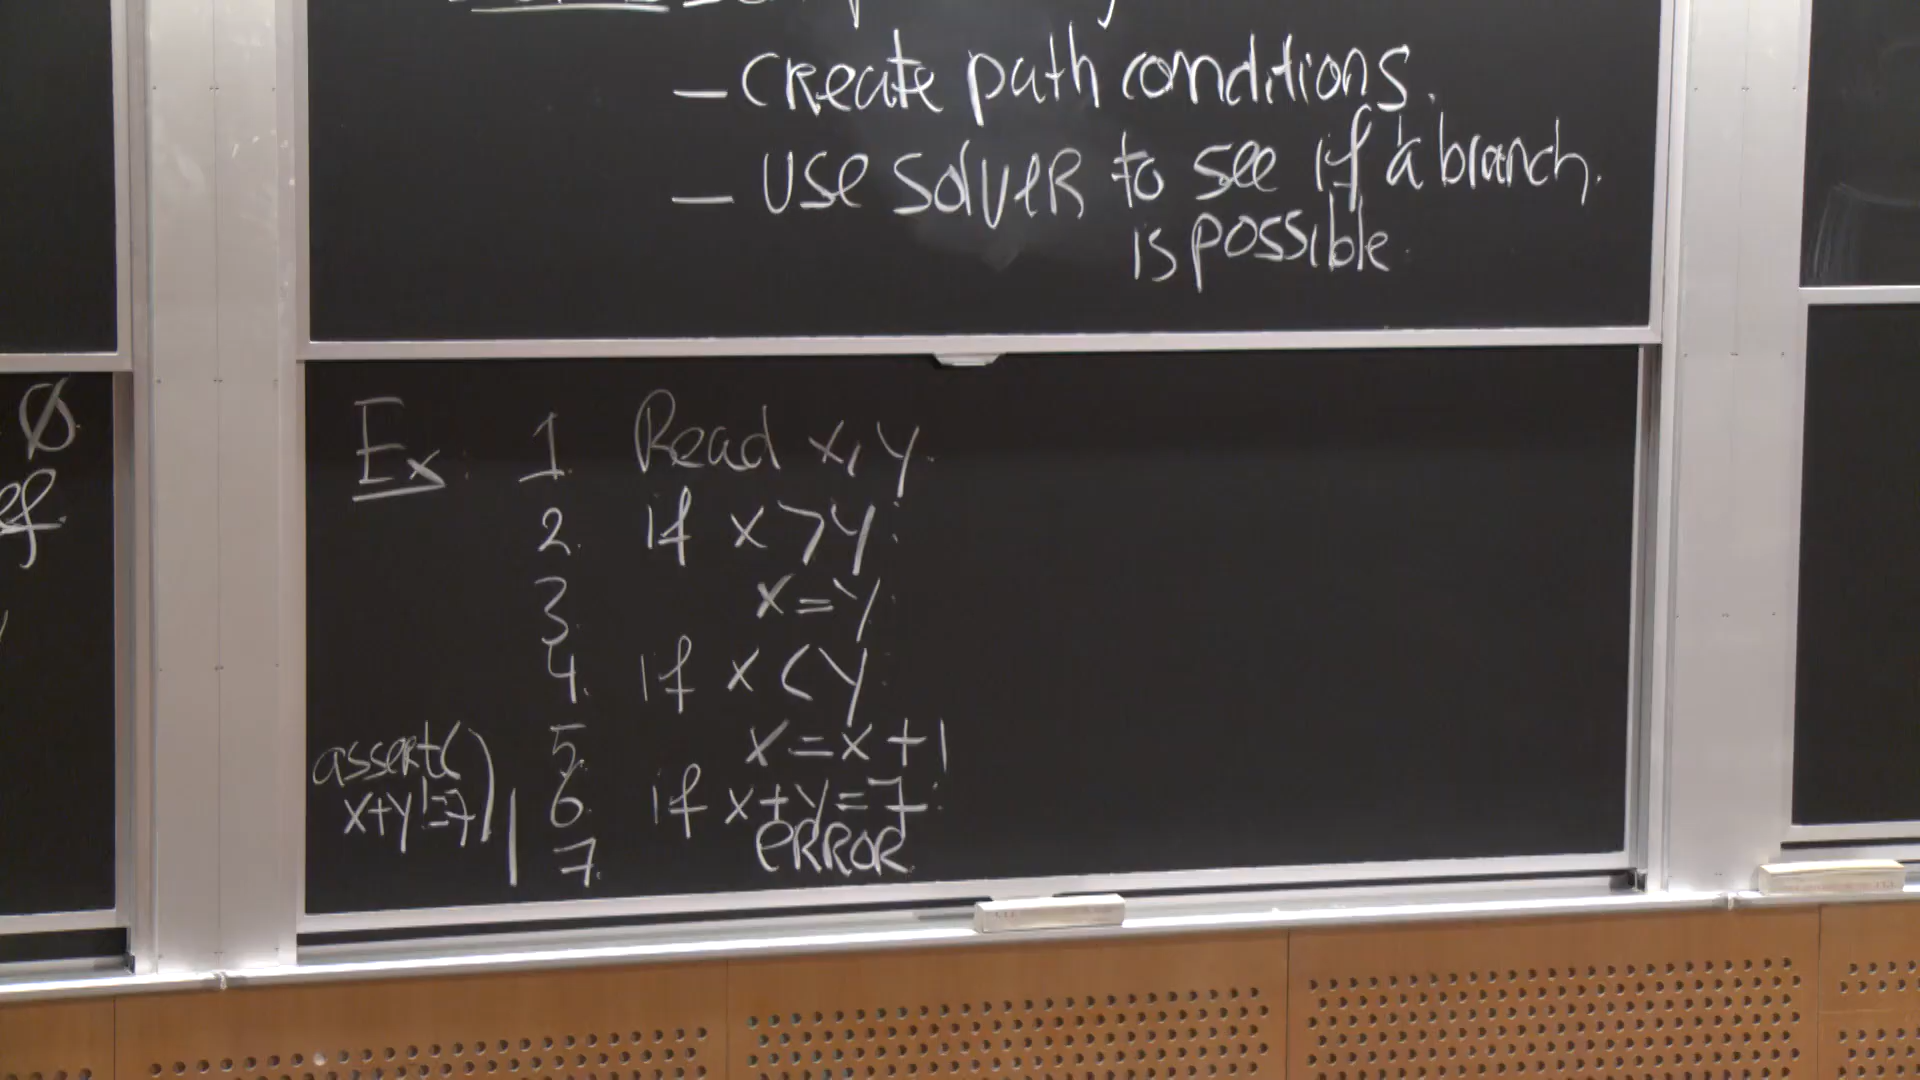 – create path conditions.
– use solver to see if a branch.
is possible.
Ø
ef.
Ex: 1. Read x, y.
2. if x > y:
3. x = y
4. if x < y:
5. x = x + 1
6. if x + y = 7:
7. error.
assert(
x+y != 7)